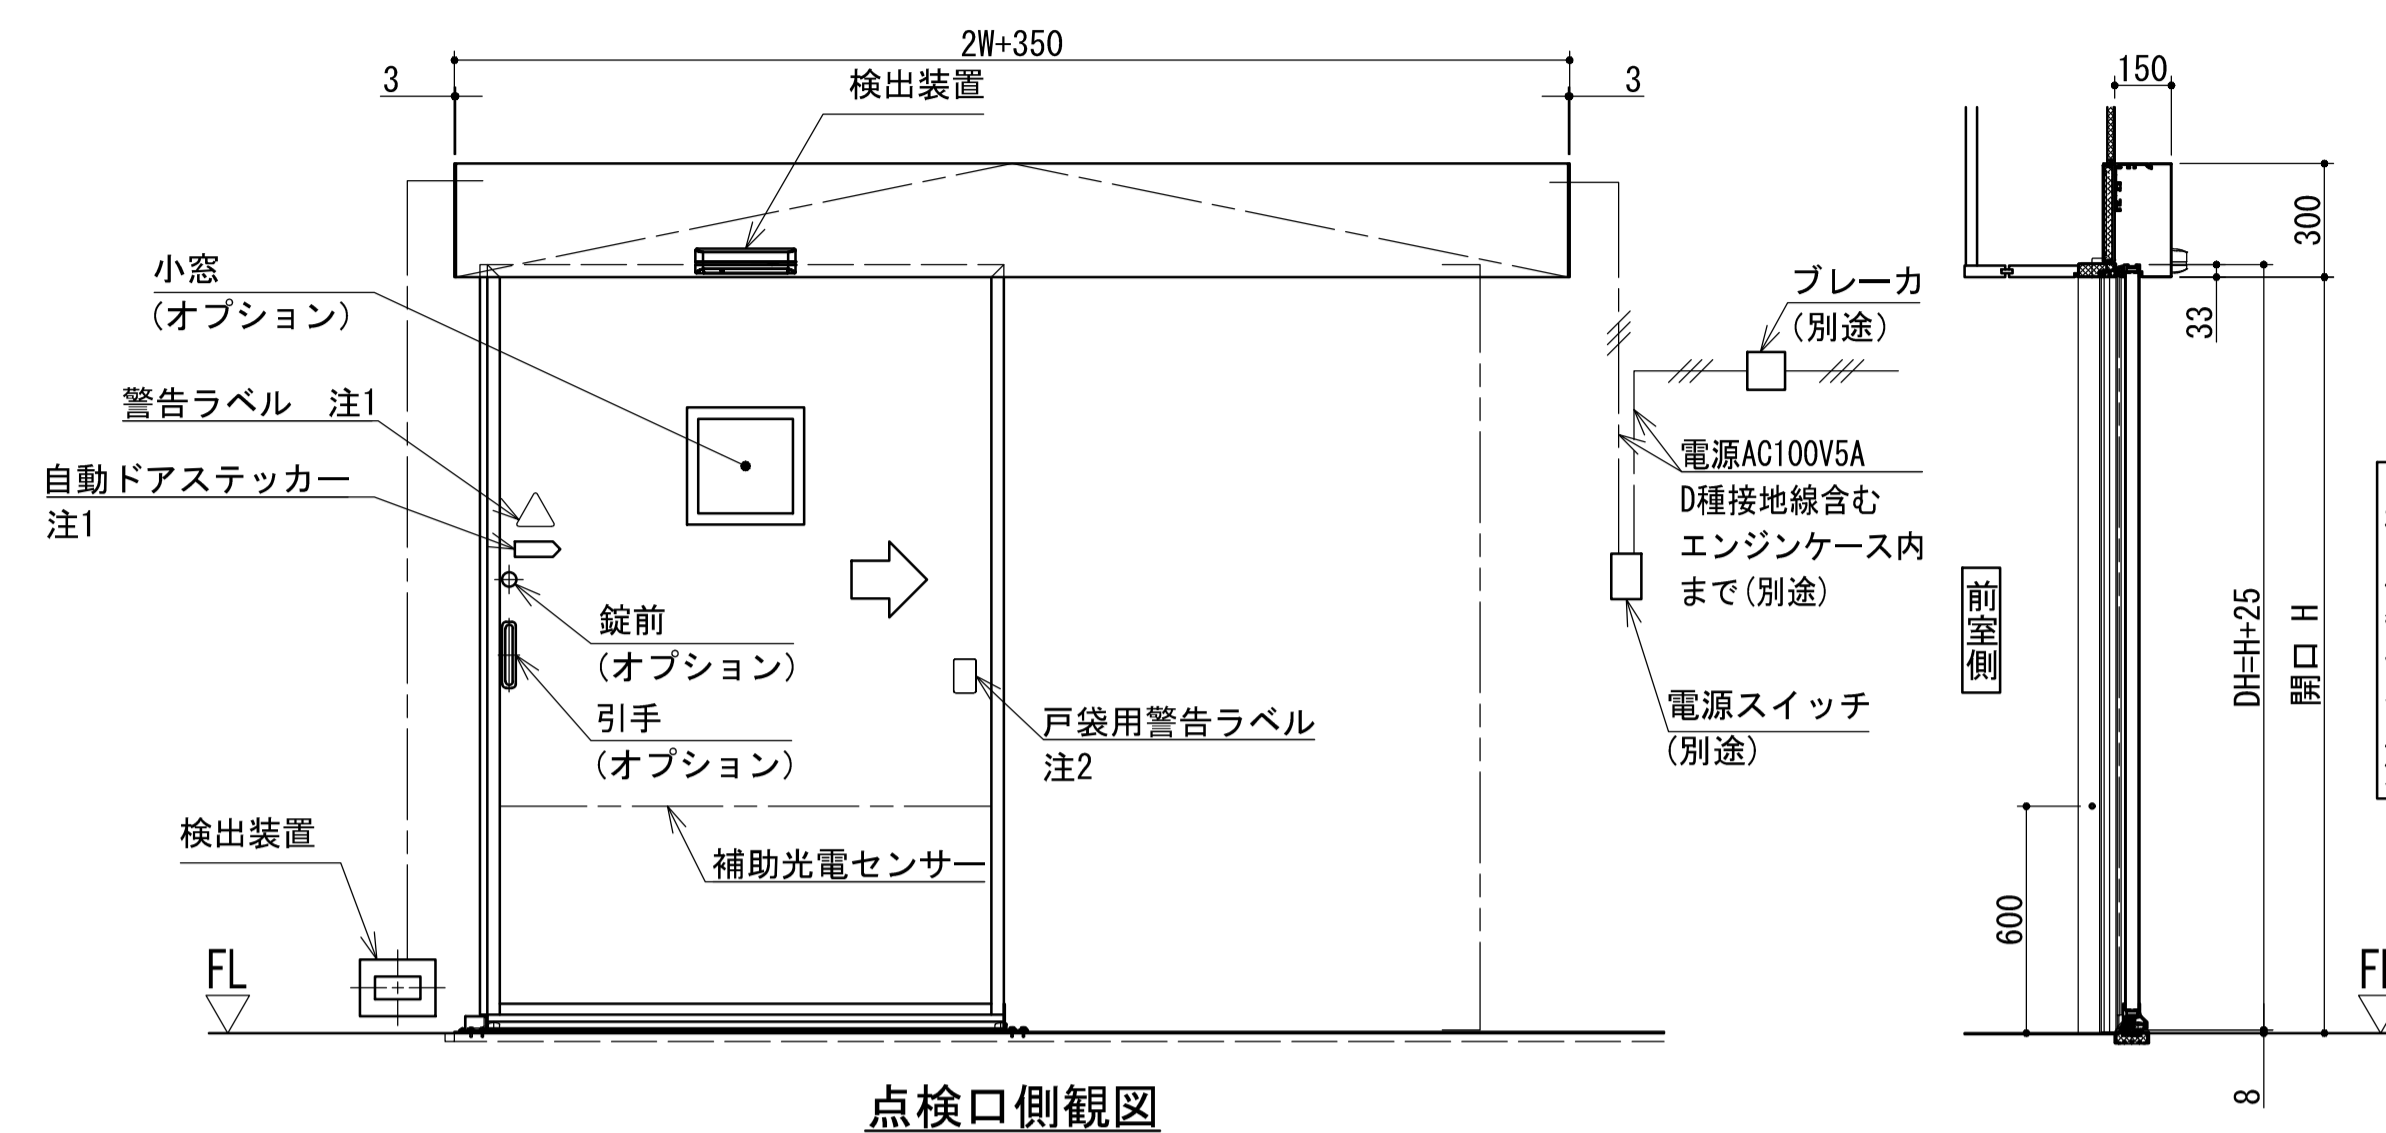 2W+350
3
検出装置
3
150
小窓
(オプション)
300
ブレーカ
(別途)
33
警告ラベル 注1
自動ドアステッカー
注1
電源AC100V5A
D種接地線含む
エンジンケース内
まで(別途)
錠前
(オプション)
引手
(オプション)
戸袋用警告ラベル
注2
電源スイッチ
(別途)
前室側
DH=H+25
開口 H
検出装置
補助光電センサー
600
FL
8
点検口側観図